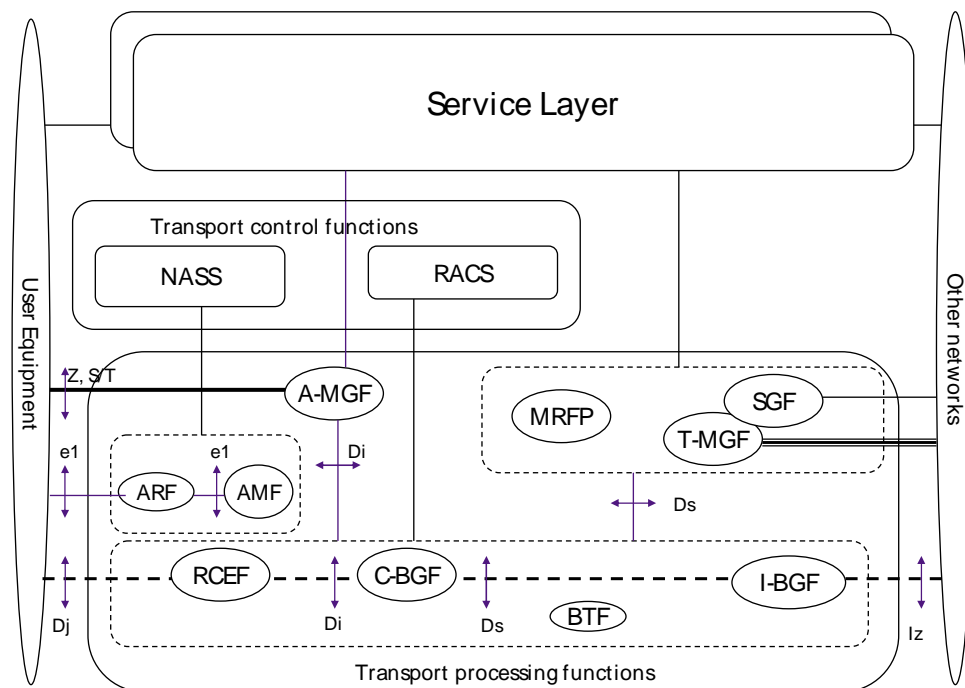 Service Layer
Transport control functions
NASS
RACS
User Equipment
Other networks
Z, S/T
A-MGF
MRFP
SGF
T-MGF
e1
e1
Di
ARF
AMF
Ds
RCEF
C-BGF
I-BGF
BTF
Dj
Di
Ds
Iz
Transport processing functions